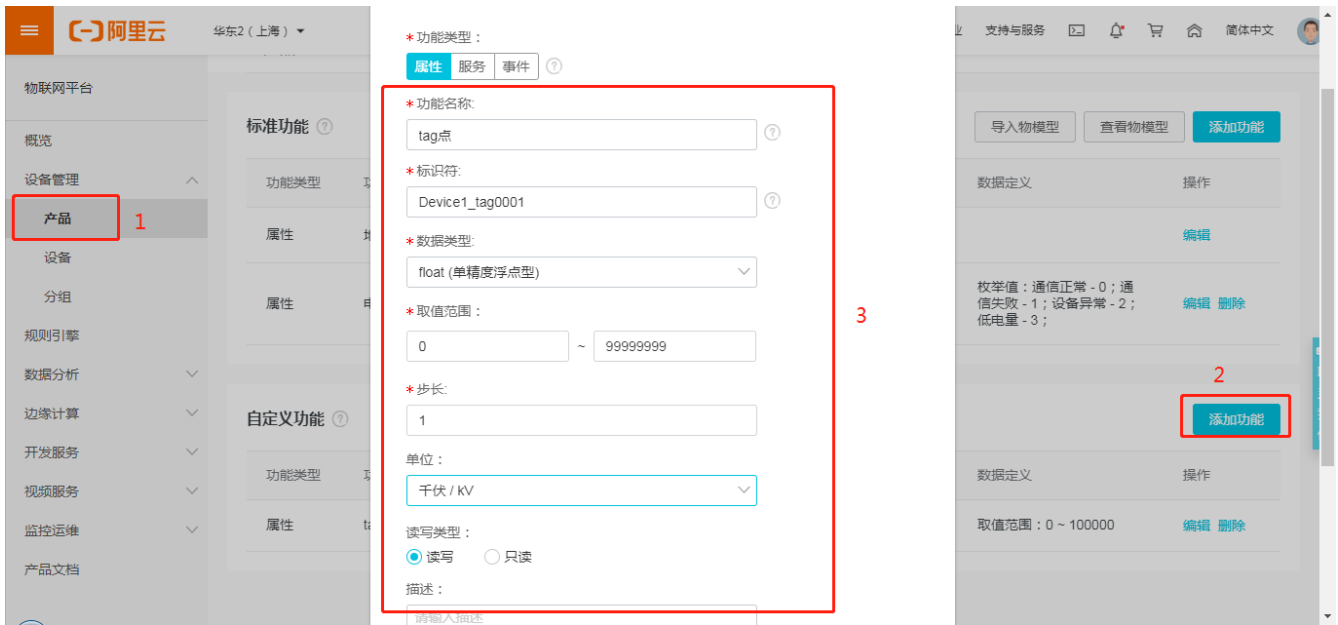 阿里云
华东2（上海）
支持与服务
简体中文
物联网平台
概览
设备管理
产品
1
设备
分组
规则引擎
数据分析
边缘计算
开发服务
视频服务
监控运维
产品文档
标准功能
导入物模型 查看物模型 添加功能
功能类型
数据定义 操作
属性
编辑
属性
枚举值：通信正常 - 0；通
信失败 - 1；设备异常 - 2；
低电量 - 3；
编辑 删除
自定义功能
2
添加功能
功能类型
数据定义 操作
属性
取值范围：0 ~ 100000
编辑 删除
*功能类型：
属性 服务 事件
*功能名称:
tag点
*标识符:
Device1_tag0001
*数据类型:
float (单精度浮点型)
*取值范围：
0 ~ 99999999
3
*步长:
1
单位：
千伏 / kV
读写类型：
读写 只读
描述：
请输入描述